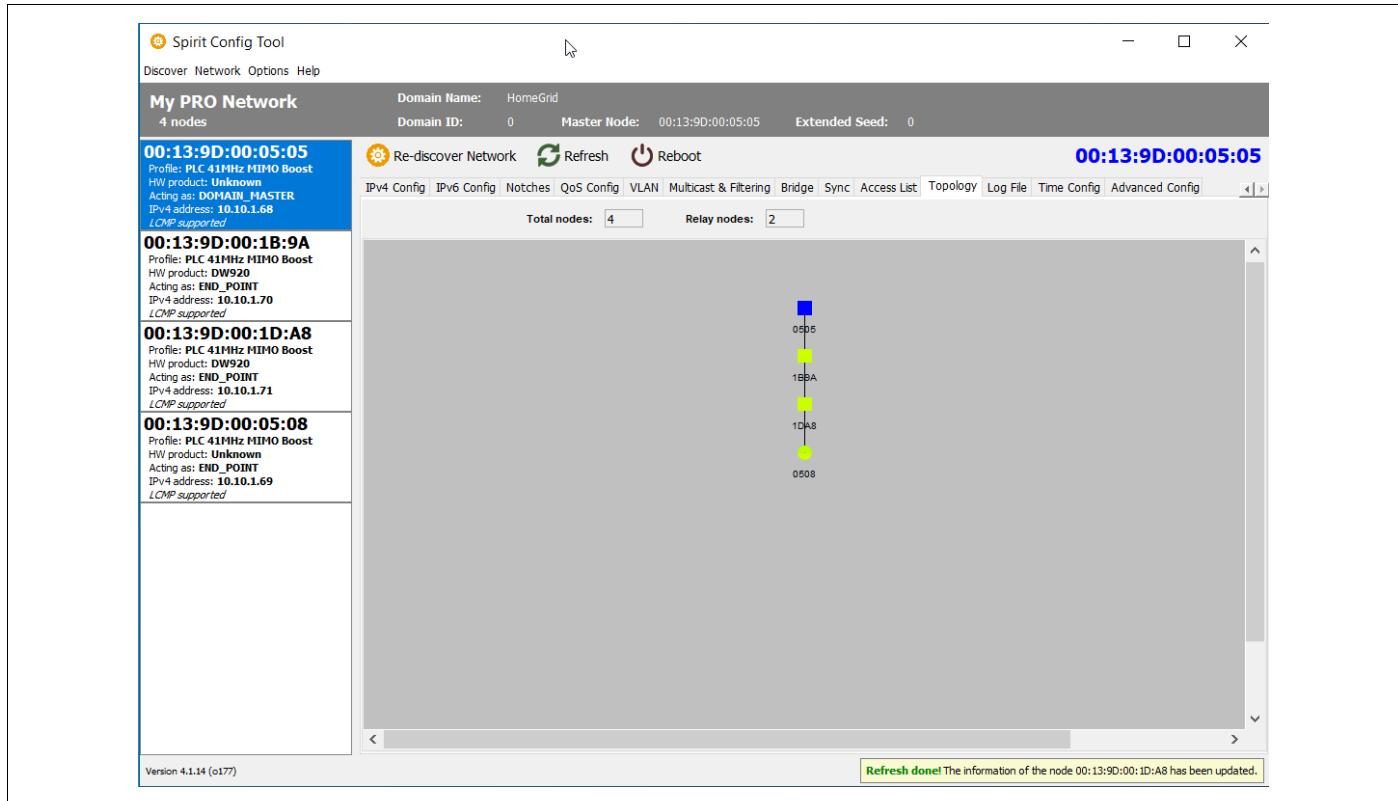 Spirit Config Tool
Discover Network Options Help
My PRO Network
4 nodes
Domain Name: HomeGrid
Domain ID: 0 Master Node: 00:13:9D:00:05:05 Extended Seed: 0
00:13:9D:00:05:05
Profile: PLC 41MHz MIMO Boost
HW product: Unknown
Acting as: DOMAIN_MASTER
IPv4 address: 10.10.1.68
LCMP supported
00:13:9D:00:1B:9A
Profile: PLC 41MHz MIMO Boost
HW product: DW920
Acting as: END_POINT
IPv4 address: 10.10.1.70
LCMP supported
00:13:9D:00:1D:A8
Profile: PLC 41MHz MIMO Boost
HW product: DW920
Acting as: END_POINT
IPv4 address: 10.10.1.71
LCMP supported
00:13:9D:00:05:08
Profile: PLC 41MHz MIMO Boost
HW product: Unknown
Acting as: END_POINT
IPv4 address: 10.10.1.69
LCMP supported
Re-discover Network Refresh Reboot 00:13:9D:00:05:05
IPv4 Config IPv6 Config Notches QoS Config VLAN Multicast & Filtering Bridge Sync Access List Topology Log File Time Config Advanced Config
Total nodes: 4 Relay nodes: 2
0505
1B9A
1DA8
0508
Version 4.1.14 (o177)
Refresh done! The information of the node 00:13:9D:00:1D:A8 has been updated.